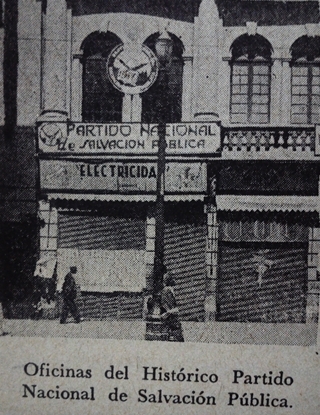 PARTIDO NACIONAL
de SALVACION PUBLICA
ELECTRICIDAD
Oficinas del Histórico Partido
Nacional de Salvación Pública.